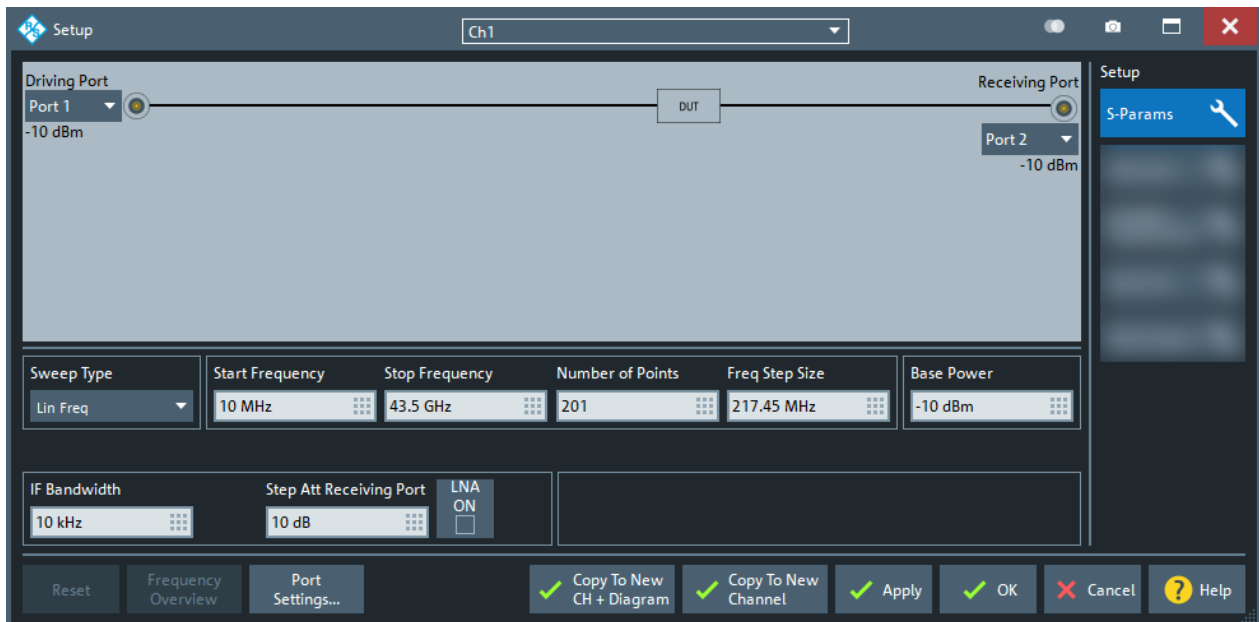 Setup
Ch1
Driving Port
Port 1
-10 dBm
DUT
Receiving Port
Port 2
-10 dBm
Setup
S-Params
Sweep Type
Lin Freq
Start Frequency
10 MHz
Stop Frequency
43.5 GHz
Number of Points
201
Freq Step Size
217.45 MHz
Base Power
-10 dBm
IF Bandwidth
10 kHz
Step Att Receiving Port
10 dB
LNA
ON
Reset
Frequency
Overview
Port
Settings...
Copy To New
CH + Diagram
Copy To New
Channel
Apply
OK
Cancel
? Help